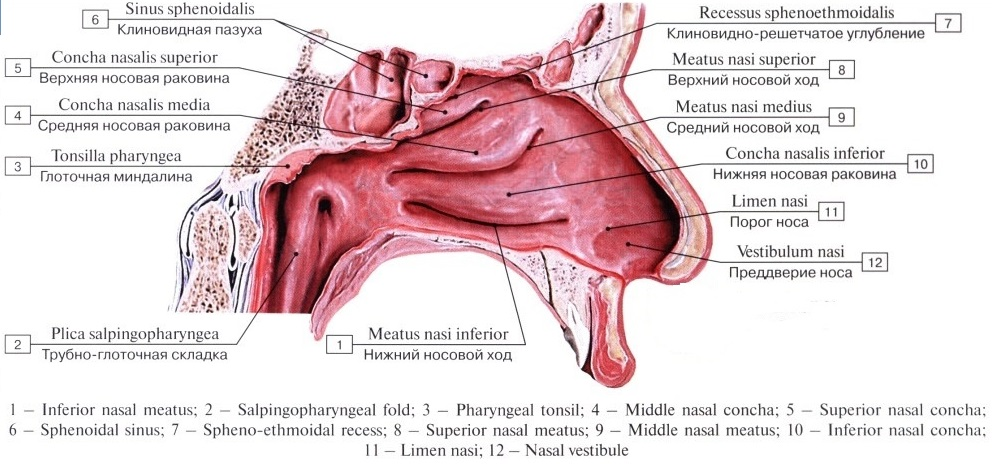 Sinus sphenoidalis
6
Клиновидная пазуха
Recessus sphenoethmoidalis
7
Клиновидно-решетчатое углубление
Concha nasalis superior
5
Верхняя носовая раковина
Meatus nasi superior
8
Верхний носовой ход
Concha nasalis media
4
Средняя носовая раковина
Meatus nasi medius
9
Средний носовой ход
Tonsilla pharyngea
3
Глоточная миндалина
Concha nasalis inferior
10
Нижняя носовая раковина
Limen nasi
11
Порог носа
Vestibulum nasi
12
Преддверие носа
Plica salpingopharyngea
2
Трубно-глоточная складка
Meatus nasi inferior
1
Нижний носовой ход
1 – Inferior nasal meatus; 2 – Salpingopharyngeal fold; 3 – Pharyngeal tonsil; 4 – Middle nasal concha; 5 – Superior nasal concha;
6 – Sphenoidal sinus; 7 – Spheno-ethmoidal recess; 8 – Superior nasal meatus; 9 – Middle nasal meatus; 10 – Inferior nasal concha;
11 – Limen nasi; 12 – Nasal vestibule